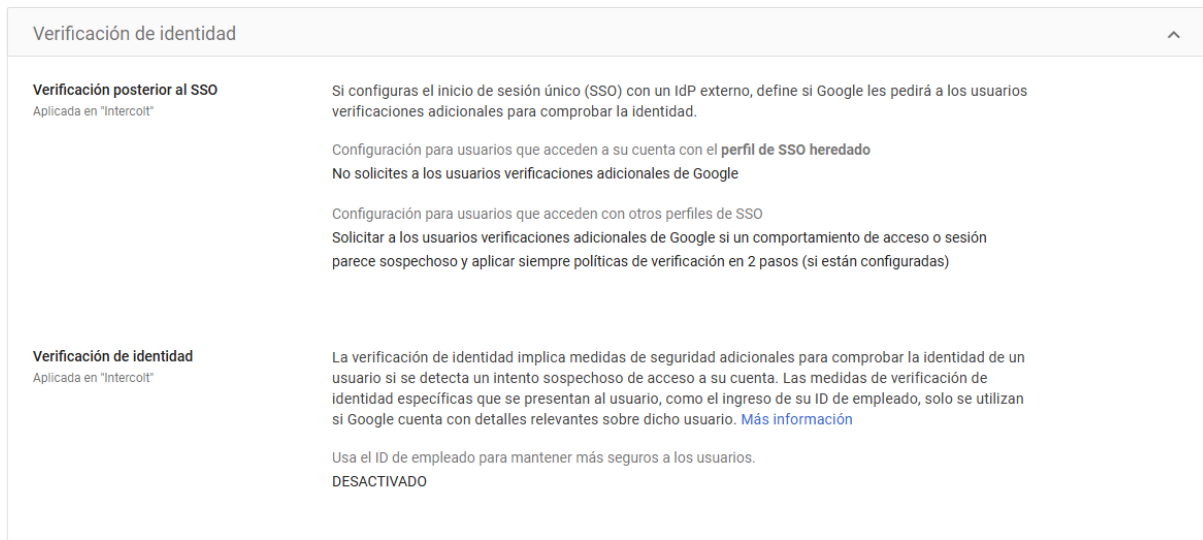 Verificación de identidad
Verificación posterior al SSO
Aplicada en "Intercolt"
Si configuras el inicio de sesión único (SSO) con un IdP externo, define si Google les pedirá a los usuarios
verificaciones adicionales para comprobar la identidad.
Configuración para usuarios que acceden a su cuenta con el perfil de SSO heredado
No solicites a los usuarios verificaciones adicionales de Google
Configuración para usuarios que acceden con otros perfiles de SSO
Solicitar a los usuarios verificaciones adicionales de Google si un comportamiento de acceso o sesión
parece sospechoso y aplicar siempre políticas de verificación en 2 pasos (si están configuradas)
Verificación de identidad
Aplicada en "Intercolt"
La verificación de identidad implica medidas de seguridad adicionales para comprobar la identidad de un
usuario si se detecta un intento sospechoso de acceso a su cuenta. Las medidas de verificación de
identidad específicas que se presentan al usuario, como el ingreso de su ID de empleado, solo se utilizan
si Google cuenta con detalles relevantes sobre dicho usuario. Más información
Usa el ID de empleado para mantener más seguros a los usuarios.
DESACTIVADO